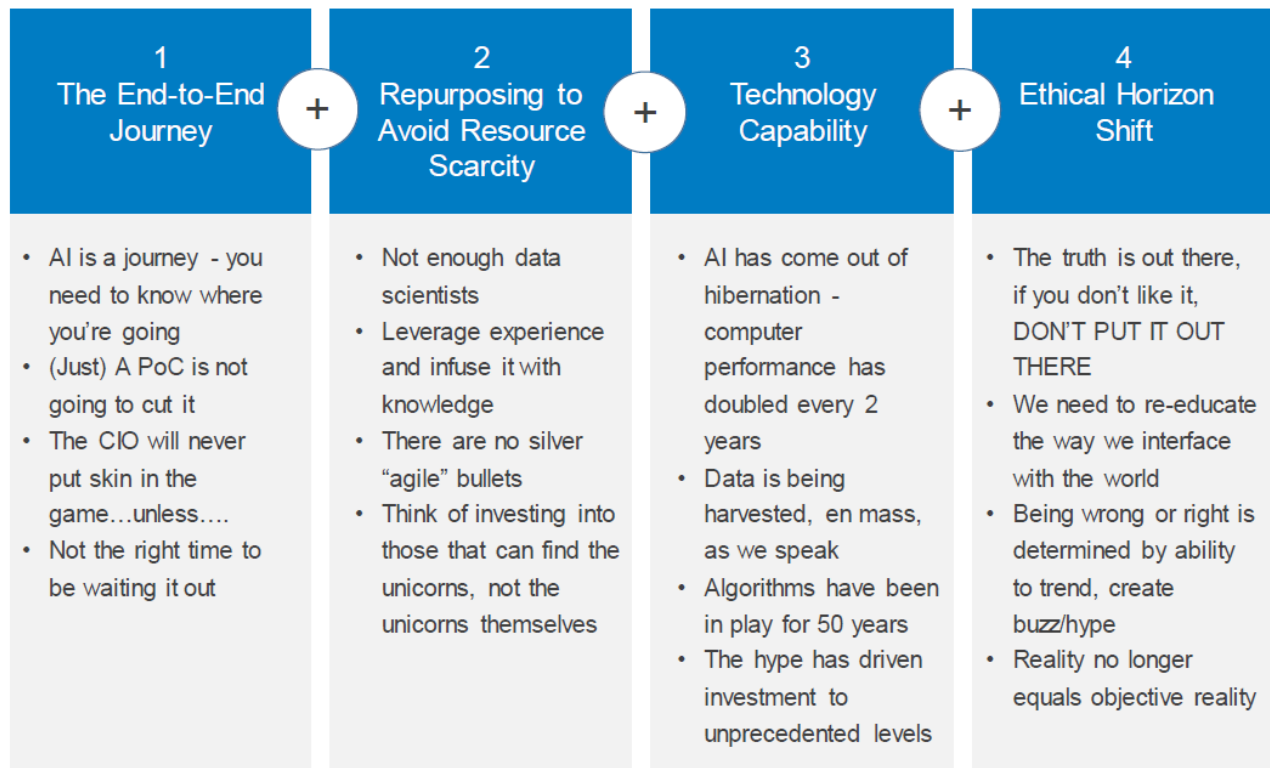 1
The End-to-End
Journey
+
2
Repurposing to
Avoid Resource
Scarcity
+
3
Technology
Capability
+
4
Ethical Horizon
Shift
• AI is a journey - you
need to know where
you're going
• (Just) A PoC is not
going to cut it
• The CIO will never
put skin in the
game…unless….
• Not the right time to
be waiting it out
• Not enough data
scientists
• Leverage experience
and infuse it with
knowledge
• There are no silver
“agile” bullets
• Think of investing into
those that can find the
unicorns, not the
unicorns themselves
• AI has come out of
hibernation -
computer
performance has
doubled every 2
years
• Data is being
harvested, en mass,
as we speak
• Algorithms have been
in play for 50 years
• The hype has driven
investment to
unprecedented levels
• The truth is out there,
if you don't like it,
DON'T PUT IT OUT
THERE
• We need to re-educate
the way we interface
with the world
• Being wrong or right is
determined by ability
to trend, create
buzz/hype
• Reality no longer
equals objective reality